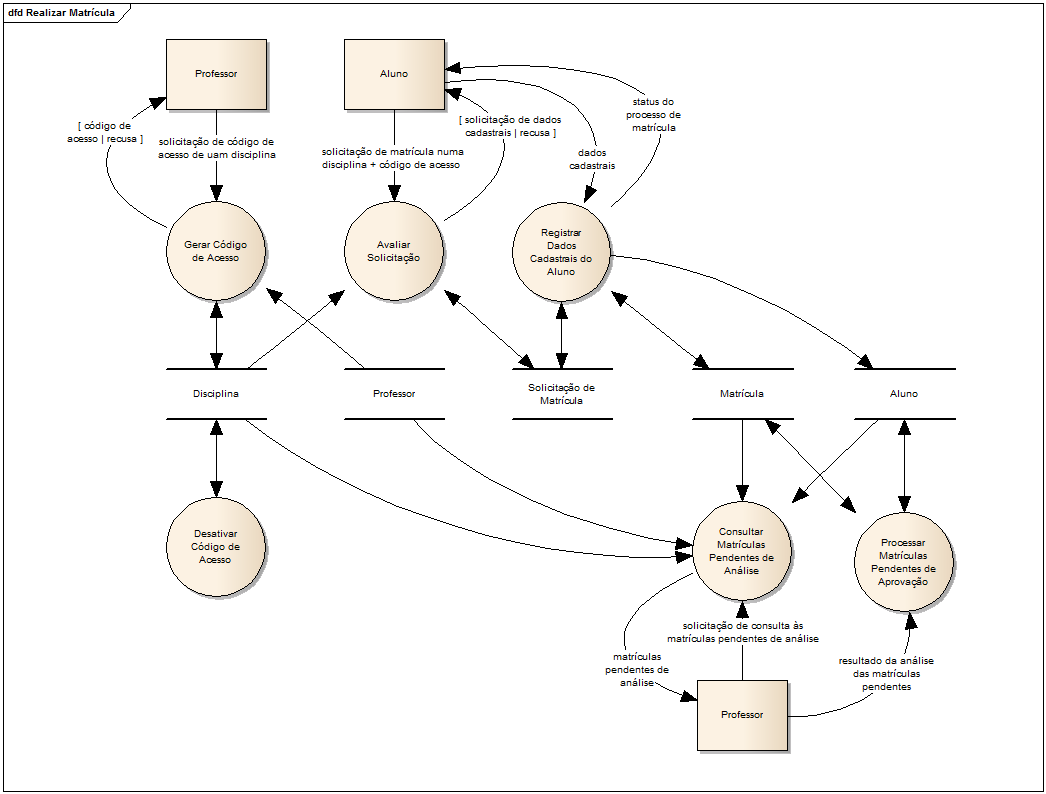 dfd Realizar Matrícula
Professor
Aluno
[ código de
acesso | recusa ]
solicitação de código de
acesso de uam disciplina
solicitação de matrícula numa
disciplina + código de acesso
[ solicitação de dados
cadastrais | recusa ]
dados
cadastrais
status do
processo de
matrícula
Gerar Código
de Acesso
Avaliar
Solicitação
Registrar
Dados
Cadastrais do
Aluno
Disciplina
Professor
Solicitação de
Matrícula
Matrícula
Aluno
Desativar
Código de
Acesso
Consultar
Matrículas
Pendentes de
Análise
Processar
Matrículas
Pendentes de
Aprovação
solicitação de consulta às
matrículas pendentes de análise
matrículas
pendentes de
análise
resultado da análise
das matrículas
pendentes
Professor